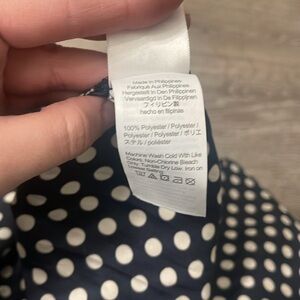 Made in Philippines
Fabriqué Aux Philippines
Hergestellt in Den Philippinen
Vervaardigd In De Filippijnen
フィリピン製
hecho en filipinas
100% Polyester / Polyester /
Polyester / Polyester / ポリエ
ステル / poliéster
Machine Wash Cold With Like
Colors: Non-Chlorine Bleach
Only: Tumble Dry Low, Iron on
Lowest Setting